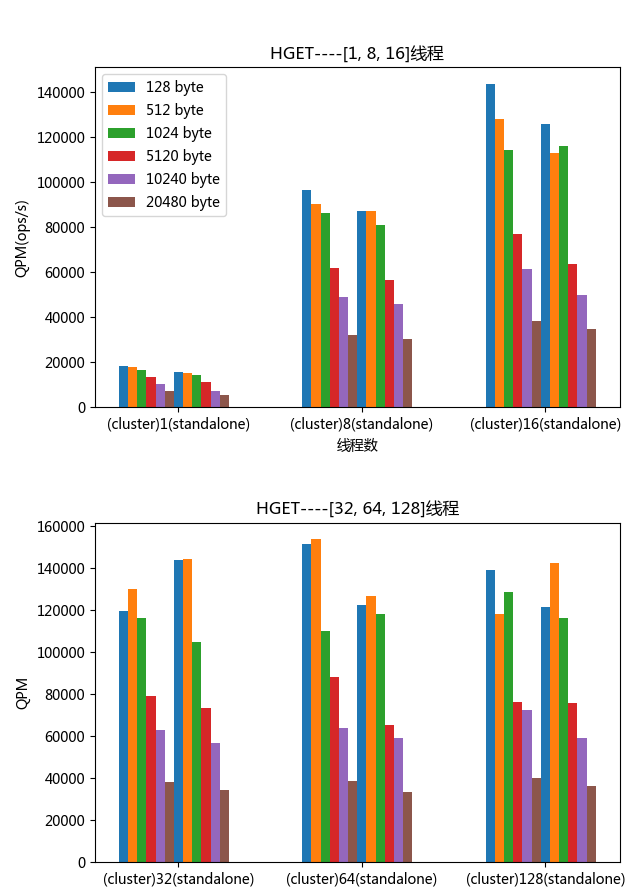 HGET----[1, 8, 16]线程
140000
120000
100000
80000
60000
40000
20000
0
QPM(ops/s)
128 byte
512 byte
1024 byte
5120 byte
10240 byte
20480 byte
(cluster)1(standalone)
(cluster)8(standalone)
(cluster)16(standalone)
线程数
HGET----[32, 64, 128]线程
160000
140000
120000
100000
80000
60000
40000
20000
0
QPM
(cluster)32(standalone)
(cluster)64(standalone)
(cluster)128(standalone)